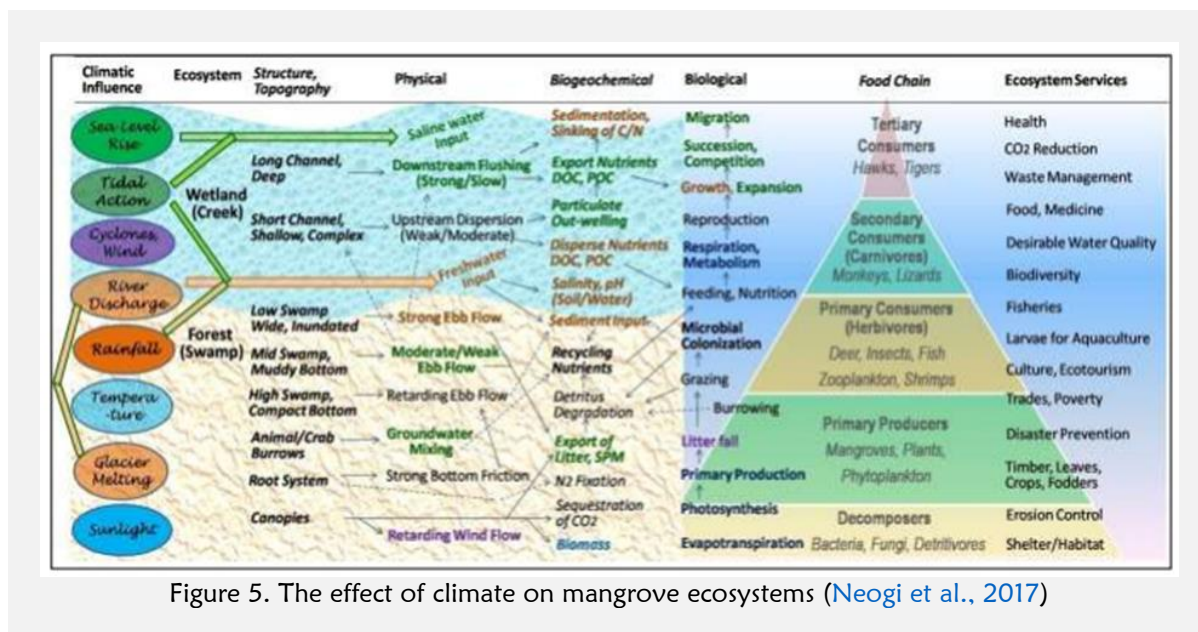 Climatic
Influence
Ecosystem
Structure,
Topography
Physical
Biogeochemical
Biological
Food Chain
Ecosystem Services
Sea-Level
Rise
Tidal
Action
Cyclones,
Wind
River
Discharge
Rainfall
Tempera
-ture
Glacier
Melting
Sunlight
Wetland
(Creek)
Forest
(Swamp)
Long Channel,
Deep
Short Channel,
Shallow, Complex
Low Swamp
Wide, Inundated
Mid Swamp,
Muddy Bottom
High Swamp,
Compact Bottom
Animal/Crab
Burrows
Root System
Canopies
Saline water
Input
Downstream Flushing
(Strong/Slow)
Upstream Dispersion
(Weak/Moderate)
Freshwater
Input
Strong Ebb Flow
Moderate/Weak
Ebb Flow
Retarding Ebb Flow
Groundwater
Mixing
Strong Bottom Friction
Retarding Wind Flow
Sedimentation,
Sinking of C/N
Export Nutrients
DOC, POC
Particulate
Out-welling
Disperse Nutrients
DOC, POC
Salinity, pH
(Soil/Water)
Sediment Input
Recycling
Nutrients
Detritus
Degradation
Export of
Litter, SPM
N2 Fixation
Sequestration
of CO2
Biomass
Migration
Succession,
Competition
Growth, Expansion
Reproduction
Respiration,
Metabolism
Feeding, Nutrition
Microbial
Colonization
Grazing
Burrowing
Litter fall
Primary Production
Photosynthesis
Evapotranspiration
Tertiary
Consumers
Hawks, Tigers
Secondary
Consumers
(Carnivores)
Monkeys, Lizards
Primary Consumers
(Herbivores)
Deer, Insects, Fish
Zooplankton, Shrimps
Primary Producers
Mangroves, Plants,
Phytoplankton
Decomposers
Bacteria, Fungi, Detritivores
Health
CO2 Reduction
Waste Management
Food, Medicine
Desirable Water Quality
Biodiversity
Fisheries
Larvae for Aquaculture
Culture, Ecotourism
Trades, Poverty
Disaster Prevention
Timber, Leaves,
Crops, Fodders
Erosion Control
Shelter/Habitat
Figure 5. The effect of climate on mangrove ecosystems (Neogi et al., 2017)